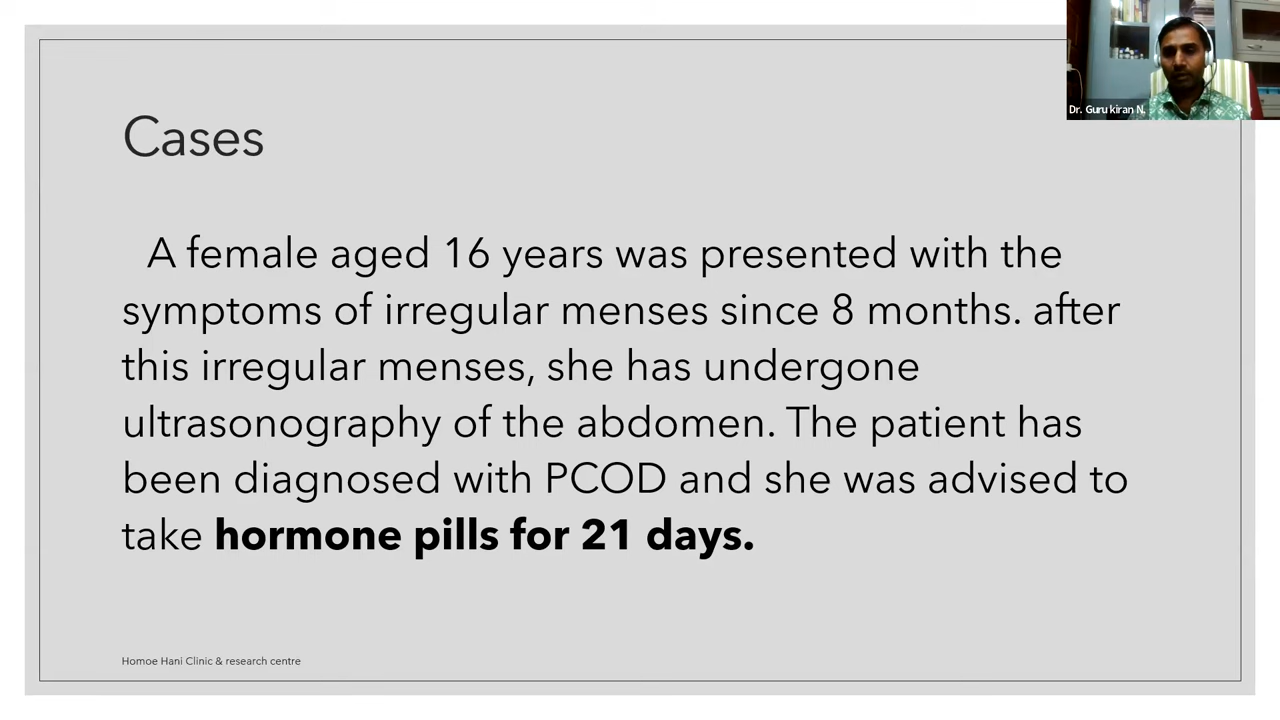 Dr. Guru kiran N.
Cases
A female aged 16 years was presented with the
symptoms of irregular menses since 8 months. after
this irregular menses, she has undergone
ultrasonography of the abdomen. The patient has
been diagnosed with PCOD and she was advised to
take hormone pills for 21 days.
Homoe Hani Clinic & research centre